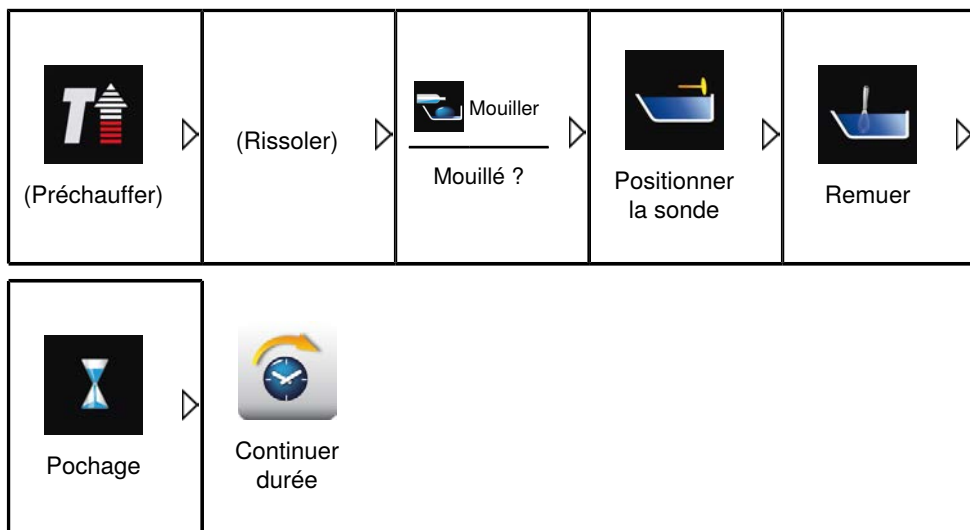 (Préchauffer)
(Rissoler)
Mouiller
Mouillé ?
Positionner
la sonde
Remuer
Pochage
Continuer
durée